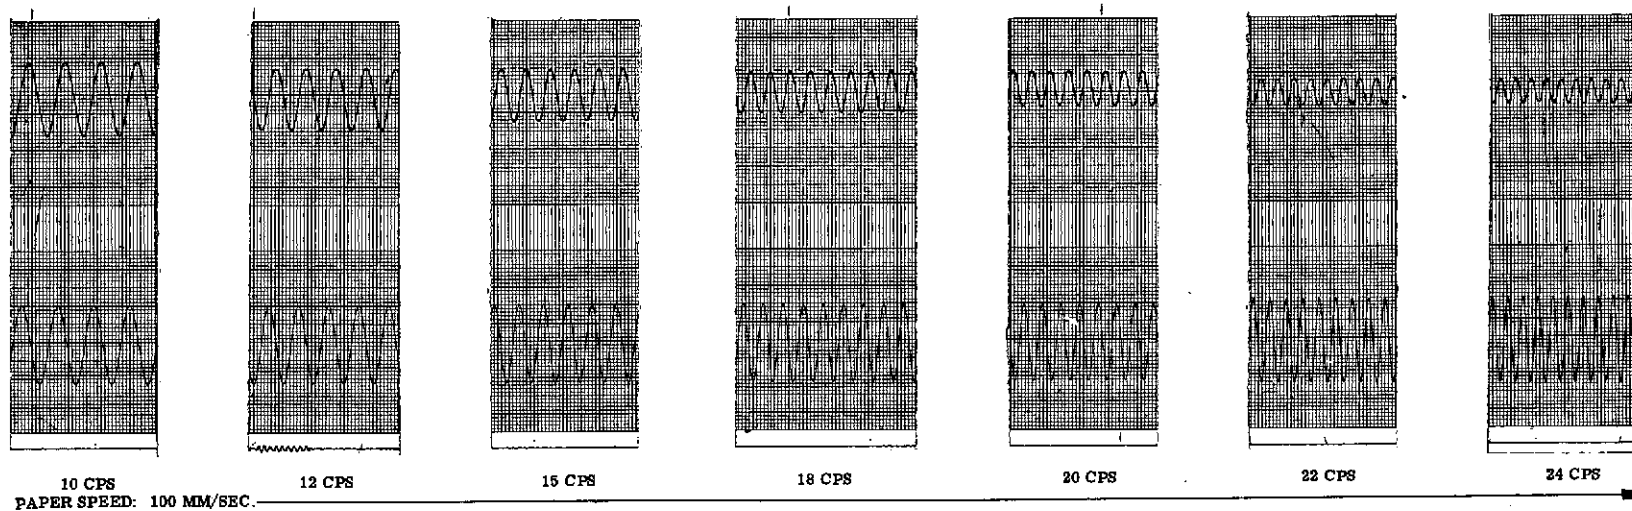 10 CPS 12 CPS 15 CPS 18 CPS 20 CPS 22 CPS 24 CPS
PAPER SPEED: 100 MM/SEC.